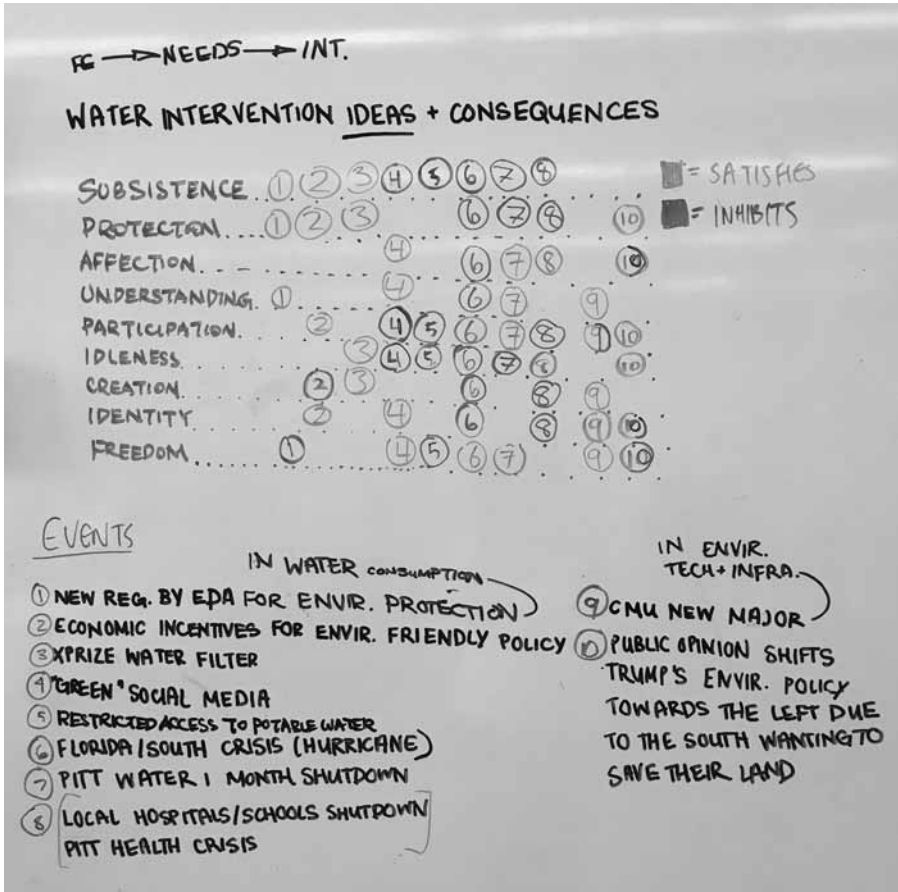 FC → NEEDS → INT.
WATER INTERVENTION IDEAS + CONSEQUENCES
SUBSISTENCE ① ② ③ ④ ⑤ ⑥ ⑦ ⑧
PROTECTION.... ① ② ③ ⑥ ⑦ ⑧ ⑩
AFFECTION. ④ ⑥ ⑦ ⑧ ⑩
UNDERSTANDING. ① ④ ⑥ ⑦ ⑨
PARTICIPATION. ② ④ ⑤ ⑥ ⑦ ⑧ ⑨ ⑩
IDLENESS. ③ ④ ⑤ ⑥ ⑦ ⑧ ⑩
CREATION. ② ③ ⑥ ⑧ ⑨
IDENTITY ② ④ ⑥ ⑧ ⑨ ⑩
FREEDOM. ① ④ ⑤ ⑥ ⑦ ⑨ ⑩
= SATISFIES
= INHIBITS
EVENTS
IN WATER CONSUMPTION
① NEW REG. BY EPA FOR ENVIR. PROTECTION
② ECONOMIC INCENTIVES FOR ENVIR. FRIENDLY POLICY
③ XPRIZE WATER FILTER
④ "GREEN" SOCIAL MEDIA
⑤ RESTRICTED ACCESS TO POTABLE WATER
⑥ FLORIDA/SOUTH CRISIS (HURRICANE)
⑦ PITT WATER 1 MONTH SHUTDOWN
⑧ LOCAL HOSPITALS/SCHOOLS SHUTDOWN
PITT HEALTH CRISIS
IN ENVIR.
TECH + INFRA.
⑨ CMU NEW MAJOR
⑩ PUBLIC OPINION SHIFTS
TRUMP'S ENVIR. POLICY
TOWARDS THE LEFT DUE
TO THE SOUTH WANTING TO
SAVE THEIR LAND